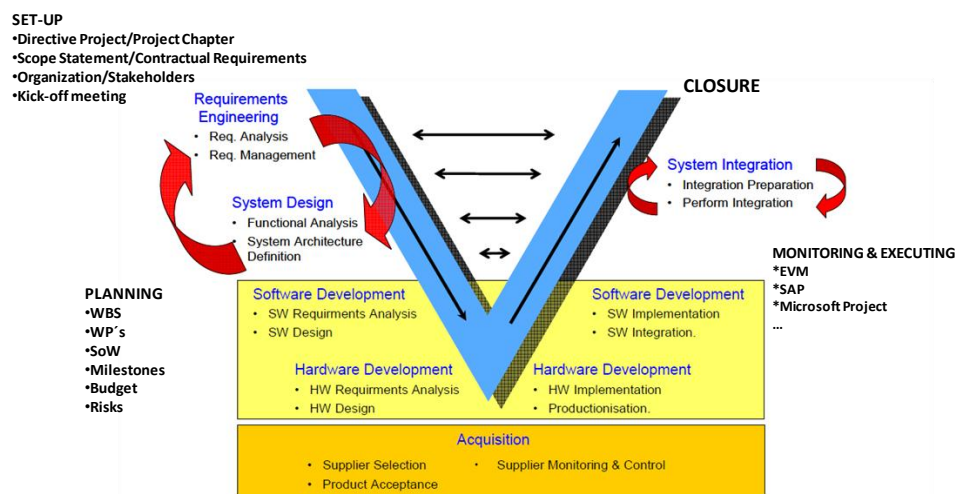 SET-UP
•Directive Project/Project Chapter
•Scope Statement/Contractual Requirements
•Organization/Stakeholders
•Kick-off meeting
CLOSURE
Requirements
Engineering
• Req. Analysis
• Req. Management
System Design
• Functional Analysis
• System Architecture
Definition
System Integration
• Integration Preparation
• Perform Integration
MONITORING & EXECUTING
*EVM
*SAP
*Microsoft Project
...
PLANNING
•WBS
•WP´s
•SoW
•Milestones
•Budget
•Risks
Software Development
• SW Requirments Analysis
• SW Design
Software Development
• SW Implementation
• SW Integration.
Hardware Development
• HW Requirments Analysis
• HW Design
Hardware Development
• HW Implementation
• Productionisation.
Acquisition
• Supplier Selection
• Product Acceptance
• Supplier Monitoring & Control